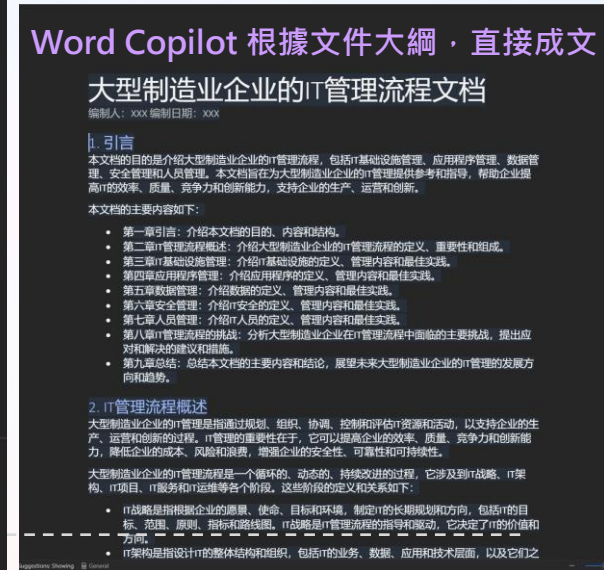 Word Copilot 根據文件大綱，直接成文
大型制造业企业的IT管理流程文档
编制人：xxx 编制日期：xxx
1. 引言
本文档的目的是介绍大型制造业企业的IT管理流程，包括IT基础设施管理、应用程序管理、数据管
理、安全管理和人员管理。本文档旨在为大型制造业企业的IT管理提供参考和指导，帮助企业提
高IT的效率、质量、竞争力和创新能力，支持企业的生产、运营和创新。
本文档的主要内容如下：
• 第一章引言：介绍本文档的目的、内容和结构。
• 第二章IT管理流程概述：介绍大型制造业企业的IT管理流程的定义、重要性和组成。
• 第三章IT基础设施管理：介绍IT基础设施的定义、管理内容和最佳实践。
• 第四章应用程序管理：介绍应用程序的定义、管理内容和最佳实践。
• 第五章数据管理：介绍数据的定义、管理内容和最佳实践。
• 第六章安全管理：介绍IT安全的定义、管理内容和最佳实践。
• 第七章人员管理：介绍IT人员的定义、管理内容和最佳实践。
• 第八章IT管理流程的挑战：分析大型制造业企业在IT管理流程中面临的主要挑战，提出应
对和解决的建议和措施。
• 第九章总结：总结本文档的主要内容和结论，展望未来大型制造业企业的IT管理的发展方
向和趋势。
2. IT管理流程概述
大型制造业企业的IT管理是指通过规划、组织、协调、控制和评估IT资源和活动，以支持企业的生
产、运营和创新的过程。IT管理的重要性在于，它可以提高企业的效率、质量、竞争力和创新能
力，降低企业的成本、风险和浪费，增强企业的安全性、可靠性和可持续性。
大型制造业企业的IT管理流程是一个循环的、动态的、持续改进的过程，它涉及到IT战略、IT架
构、IT项目、IT服务和IT运维等各个阶段。这些阶段的定义和关系如下：
• IT战略是指根据企业的愿景、使命、目标和环境，制定IT的长期规划和方向，包括IT的目
标、范围、原则、指标和路线图。IT战略是IT管理流程的指导和驱动，它决定了IT的价值和
方向。
• IT架构是指设计IT的整体结构和组织，包括IT的业务、数据、应用和技术层面，以及它们之
Suggestions: Showing General